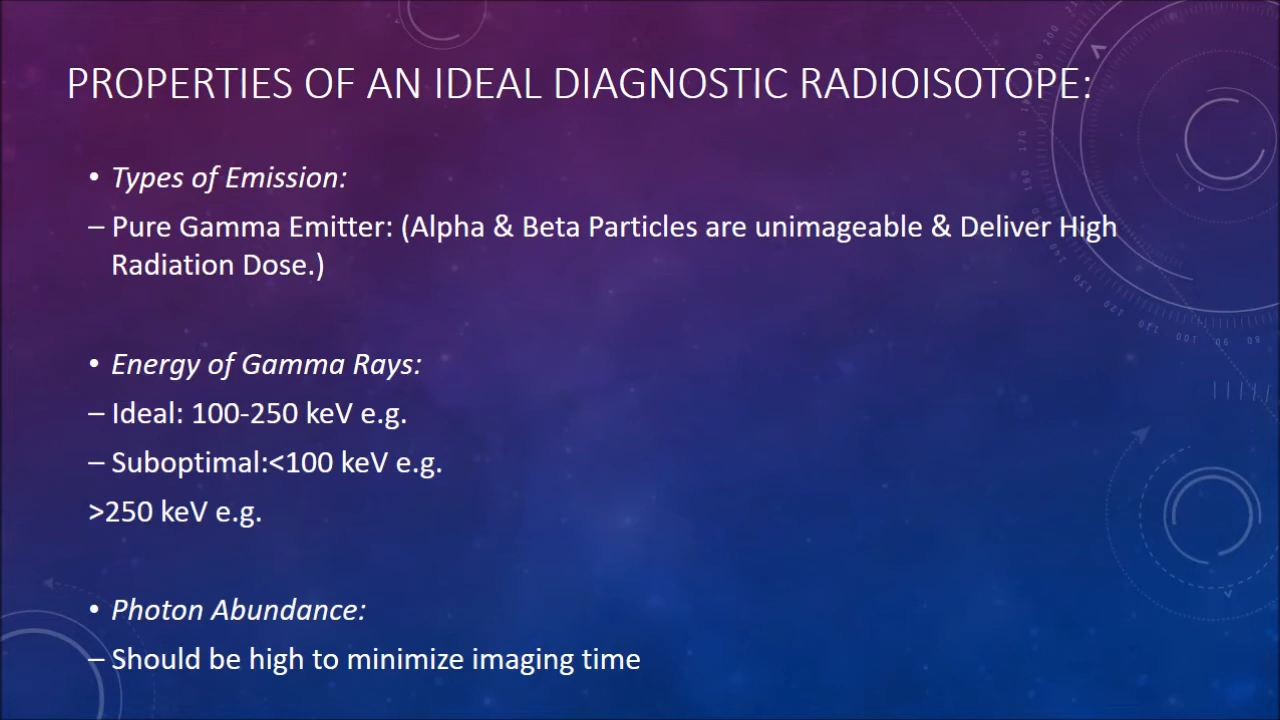 PROPERTIES OF AN IDEAL DIAGNOSTIC RADIOISOTOPE:
• Types of Emission:
– Pure Gamma Emitter: (Alpha & Beta Particles are unimageable & Deliver High
Radiation Dose.)
• Energy of Gamma Rays:
– Ideal: 100-250 keV e.g.
– Suboptimal:<100 keV e.g.
>250 keV e.g.
• Photon Abundance:
– Should be high to minimize imaging time